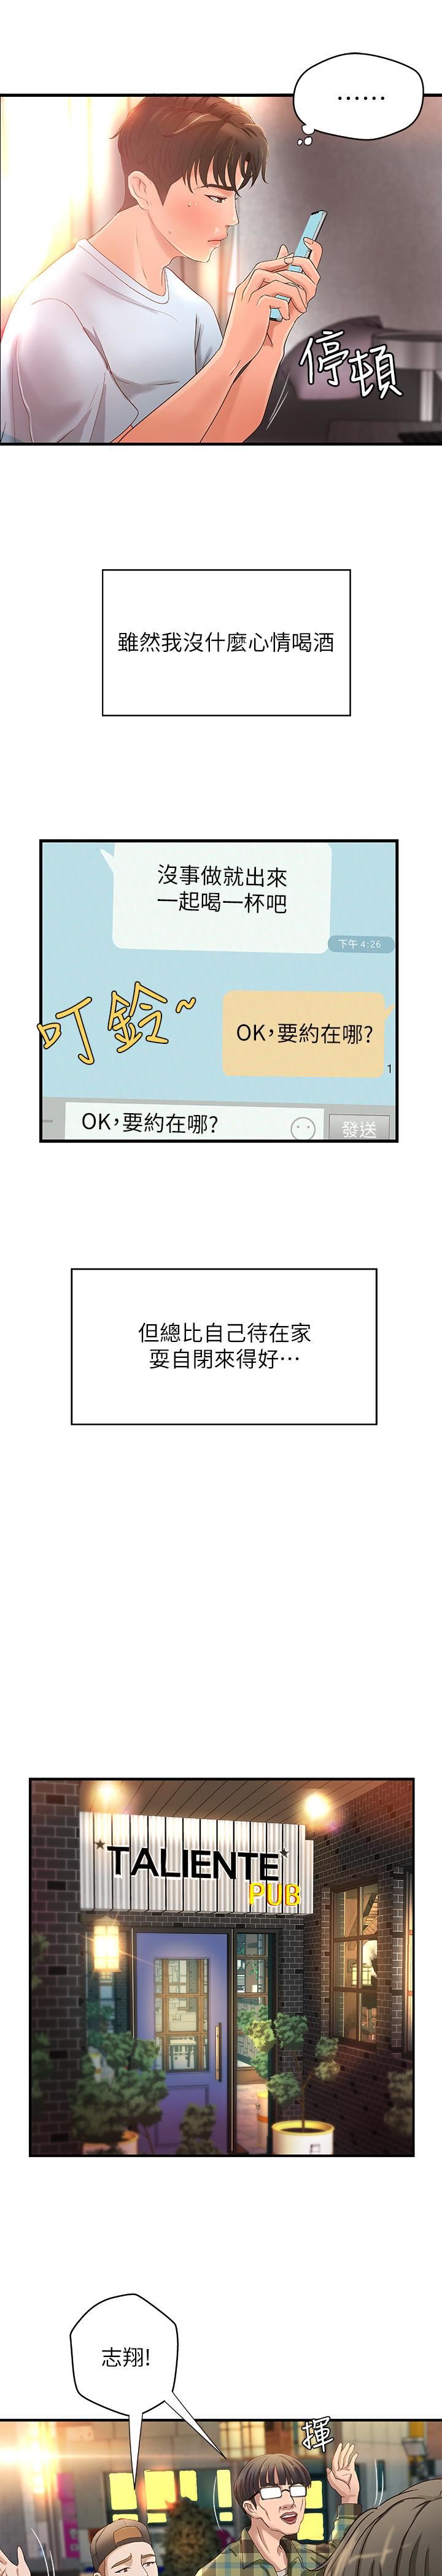 ……
停頓
雖然我沒什麼心情喝酒
沒事做就出來
一起喝一杯吧
下午 4:26
叮鈴~
OK,要約在哪?
1
OK,要約在哪?
發送
但總比自己待在家
耍自閉來得好…
TALIENTE
PUB
志翔!
揮